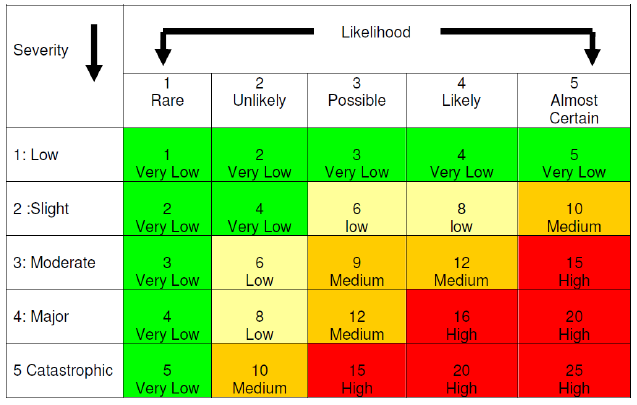 Severity
Likelihood
1 2 3 4 5
Rare Unlikely Possible Likely Almost
Certain
1: Low 1 2 3 4 5
Very Low Very Low Very Low Very Low Very Low
2 :Slight 2 4 6 8 10
Very Low Very Low low low Medium
3: Moderate 3 6 9 12 15
Very Low Low Medium Medium High
4: Major 4 8 12 16 20
Very Low Low Medium High High
5 Catastrophic 5 10 15 20 25
Very Low Medium High High High